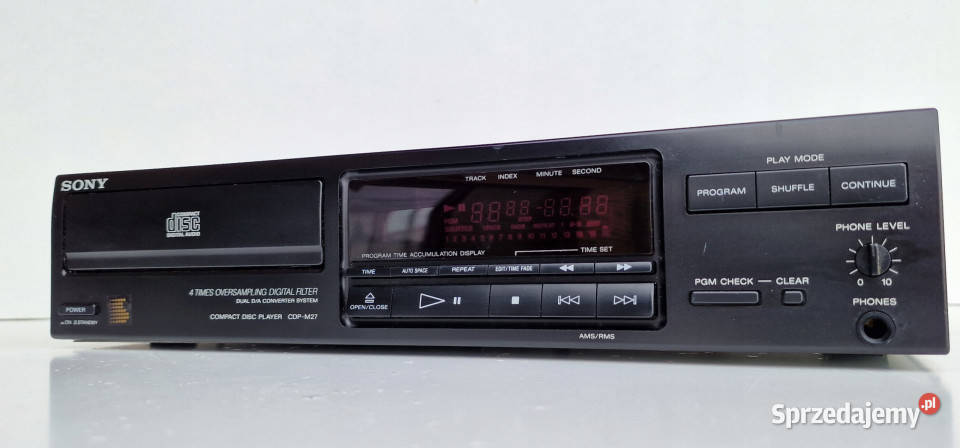 SONY
COMPACT
disc
DIGITAL AUDIO
4 TIMES OVERSAMPLING DIGITAL FILTER
DUAL D/A CONVERTER SYSTEM
COMPACT DISC PLAYER CDP-M27
POWER
TRACK INDEX MINUTE SECOND
PROGRAM TIME ACCUMULATION DISPLAY
TIME SET
TIME AUTO SPACE REPEAT EDIT/TIME FADE
OPEN/CLOSE
AMS/RMS
PLAY MODE
PROGRAM SHUFFLE CONTINUE
PHONE LEVEL
0 10
PGM CHECK — CLEAR
PHONES
Sprzedajemy.pl